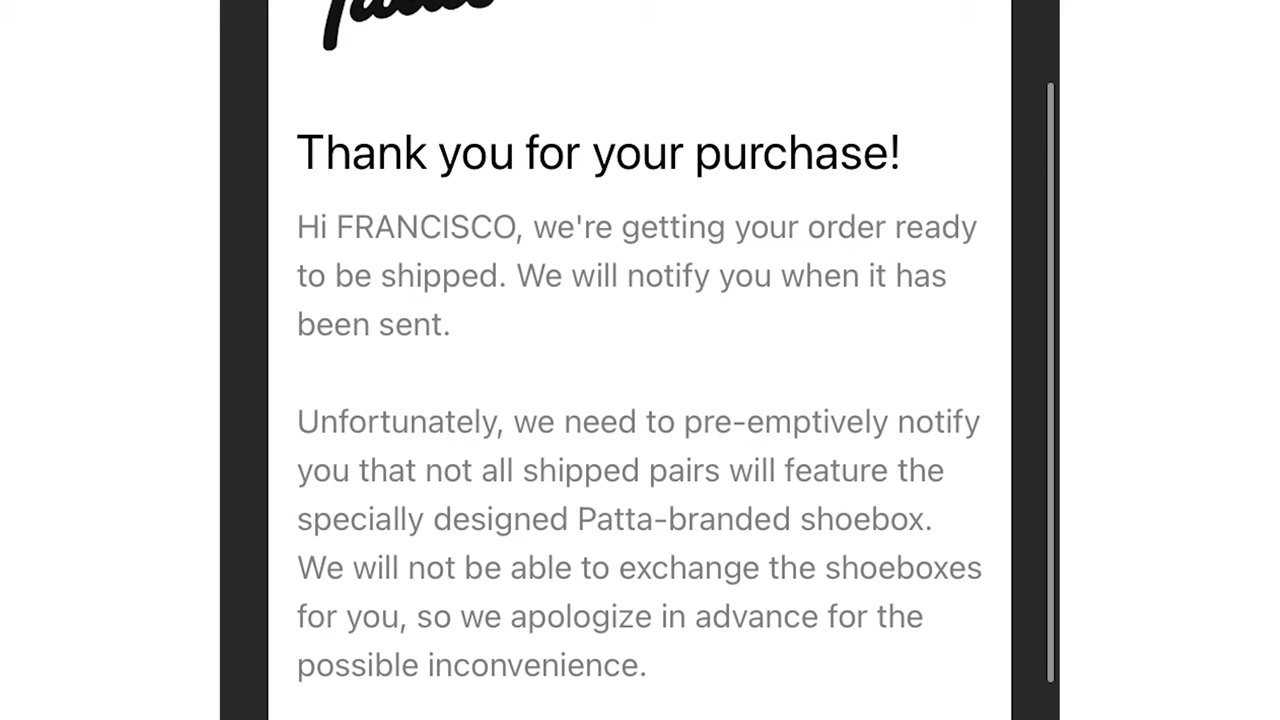 Thank you for your purchase!
Hi FRANCISCO, we're getting your order ready
to be shipped. We will notify you when it has
been sent.
Unfortunately, we need to pre-emptively notify
you that not all shipped pairs will feature the
specially designed Patta-branded shoebox.
We will not be able to exchange the shoeboxes
for you, so we apologize in advance for the
possible inconvenience.